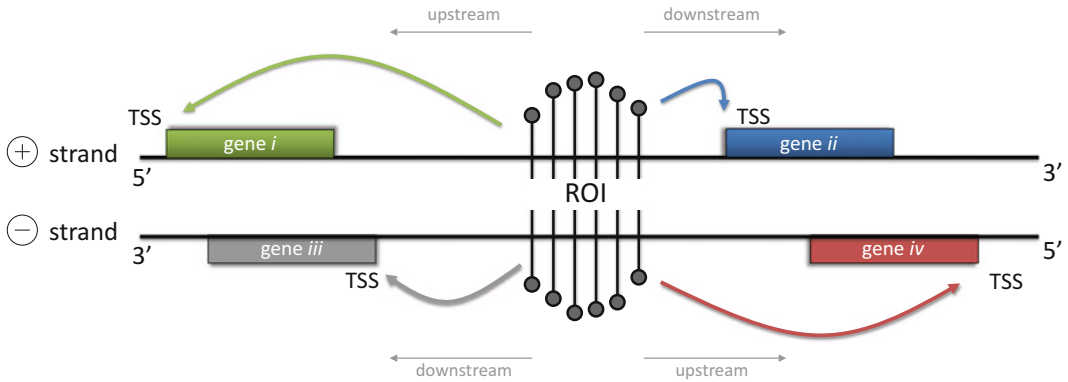 upstream
downstream
TSS
TSS
+ strand
gene i
gene ii
5’
3’
ROI
− strand
3’
gene iii
gene iv
5’
TSS
TSS
downstream
upstream